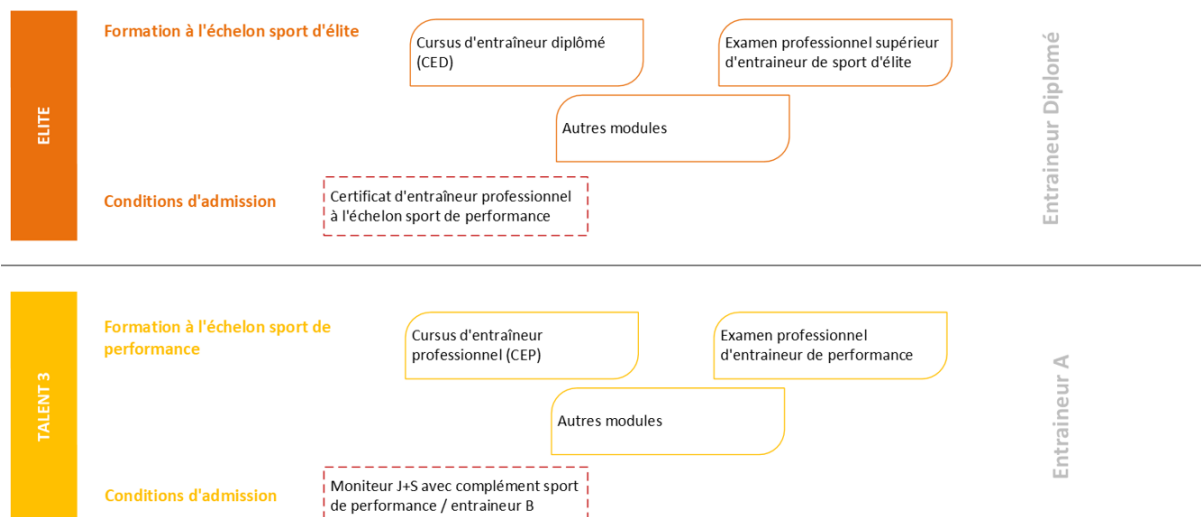 ELITE
Formation à l'échelon sport d'élite
Cursus d'entraîneur diplômé
(CED)
Examen professionnel supérieur
d'entraineur de sport d'élite
Autres modules
Conditions d'admission
Certificat d'entraîneur professionnel
à l'échelon sport de performance
Entraineur Diplomé
TALENT 3
Formation à l'échelon sport de
performance
Cursus d'entraîneur
professionnel (CEP)
Examen professionnel
d'entraineur de performance
Autres modules
Conditions d'admission
Moniteur J+S avec complément sport
de performance / entraineur B
Entraineur A